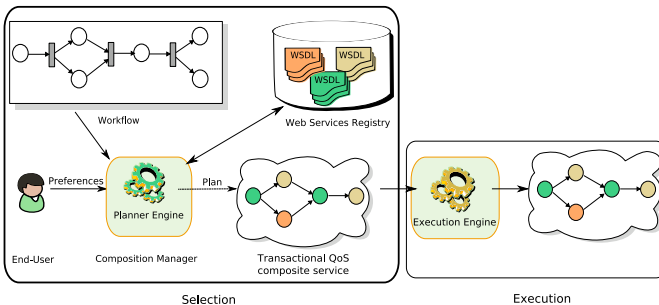 WSDL
WSDL
WSDL
Workflow
Web Services Registry
Preferences
Plan
Planner Engine
Execution Engine
End-User
Composition Manager
Transactional QoS
composite service
Selection
Execution